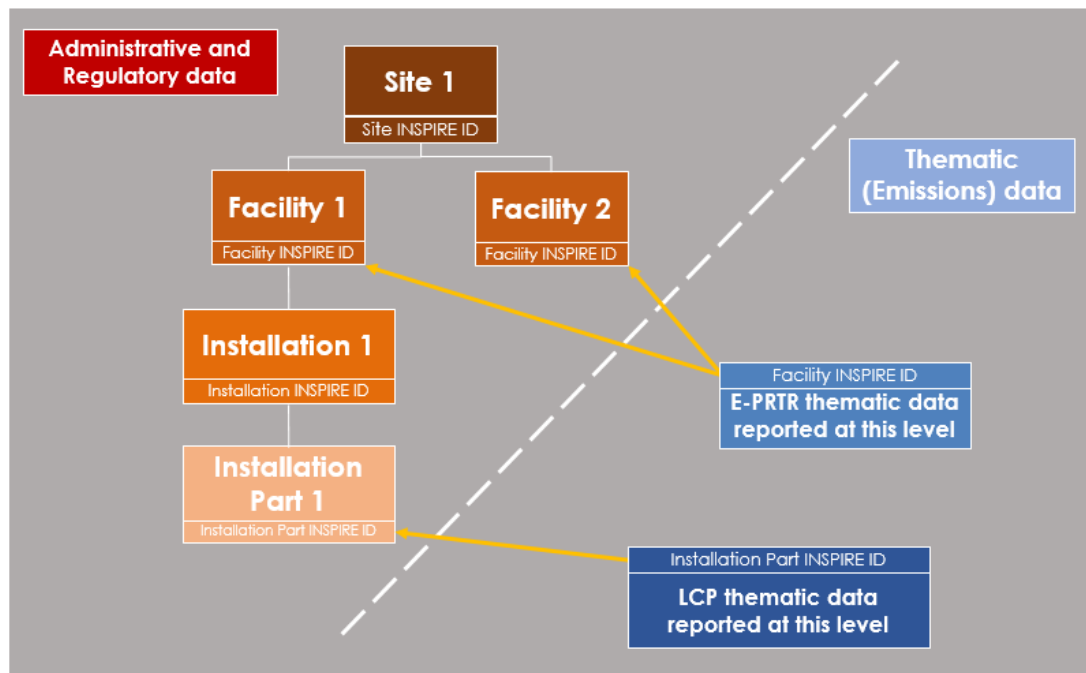 Administrative and
Regulatory data
Site 1
Site INSPIRE ID
Thematic
(Emissions) data
Facility 1
Facility INSPIRE ID
Facility 2
Facility INSPIRE ID
Installation 1
Installation INSPIRE ID
Facility INSPIRE ID
E-PRTR thematic data
reported at this level
Installation
Part 1
Installation Part INSPIRE ID
Installation Part INSPIRE ID
LCP thematic data
reported at this level